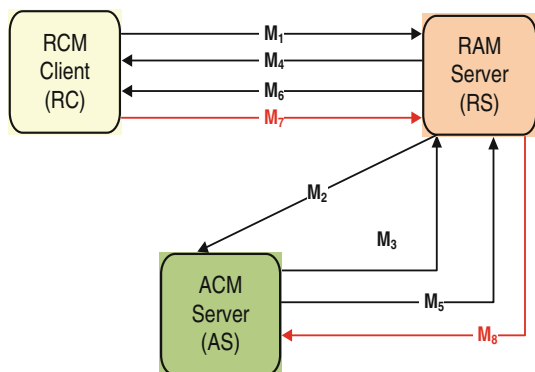 RCM
Client
(RC)
M₁
M₄
M₆
M₇
RAM
Server
(RS)
M₂
M₃
ACM
Server
(AS)
M₅
M₈